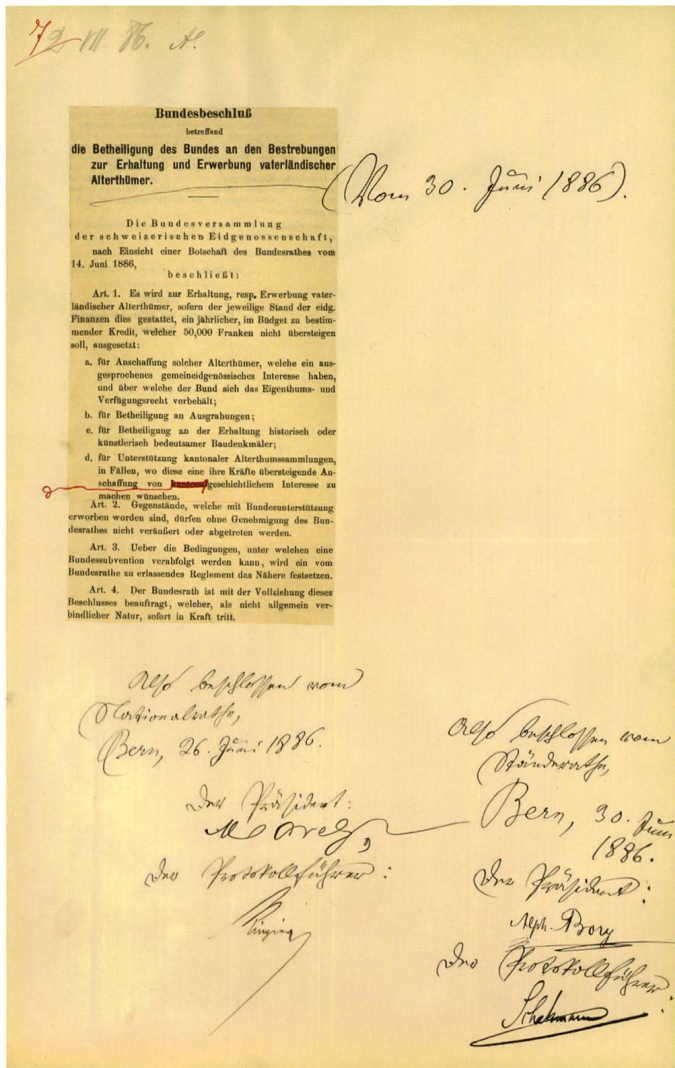 7 VII. 86. A.
Bundesbeschluß
betreffend
die Betheiligung des Bundes an den Bestrebungen
zur Erhaltung und Erwerbung vaterländischer
Alterthümer.
(Vom 30. Juni 1886).
Die Bundesversammlung
der schweizerischen Eidgenossenschaft,
nach Einsicht einer Botschaft des Bundesrathes vom
14. Juni 1886,
beschließt:
Art. 1. Es wird zur Erhaltung, resp. Erwerbung vater-
ländischer Alterthümer, sofern der jeweilige Stand der eidg.
Finanzen dies gestattet, ein jährlicher, im Büdget zu bestim-
mender Kredit, welcher 50,000 Franken nicht übersteigen
soll, ausgesetzt:
a. für Anschaffung solcher Alterthümer, welche ein aus-
gesprochenes gemeineidgenössisches Interesse haben,
und über welche der Bund sich das Eigenthums- und
Verfügungsrecht vorbehält;
b. für Betheiligung an Ausgrabungen;
c. für Betheiligung an der Erhaltung historisch oder
künstlerisch bedeutsamer Baudenkmäler;
d. für Unterstützung kantonaler Alterthumssammlungen,
in Fällen, wo diese eine ihre Kräfte übersteigende An-
schaffung von geschichtlichem Interesse zu
machen wünschen.
Art. 2. Gegenstände, welche mit Bundesunterstützung
erworben worden sind, dürfen ohne Genehmigung des Bun-
desrathes nicht veräußert oder abgetreten werden.
Art. 3. Ueber die Bedingungen, unter welchen eine
Bundessubvention verabfolgt werden kann, wird ein vom
Bundesrathe zu erlassendes Reglement das Nähere festsetzen.
Art. 4. Der Bundesrath ist mit der Vollziehung dieses
Beschlusses beauftragt, welcher, als nicht allgemein ver-
bindlicher Natur, sofort in Kraft tritt.
Also beschlossen vom
Nationalrathe,
Bern, 26. Juni 1886.
Der Präsident:
Morel,
Der Protokollführer:
Ringier
Also beschlossen vom
Ständerathe,
Bern, 30. Juni
1886.
Der Präsident:
Alph. Bory
Der Protokollführer:
Schatzmann